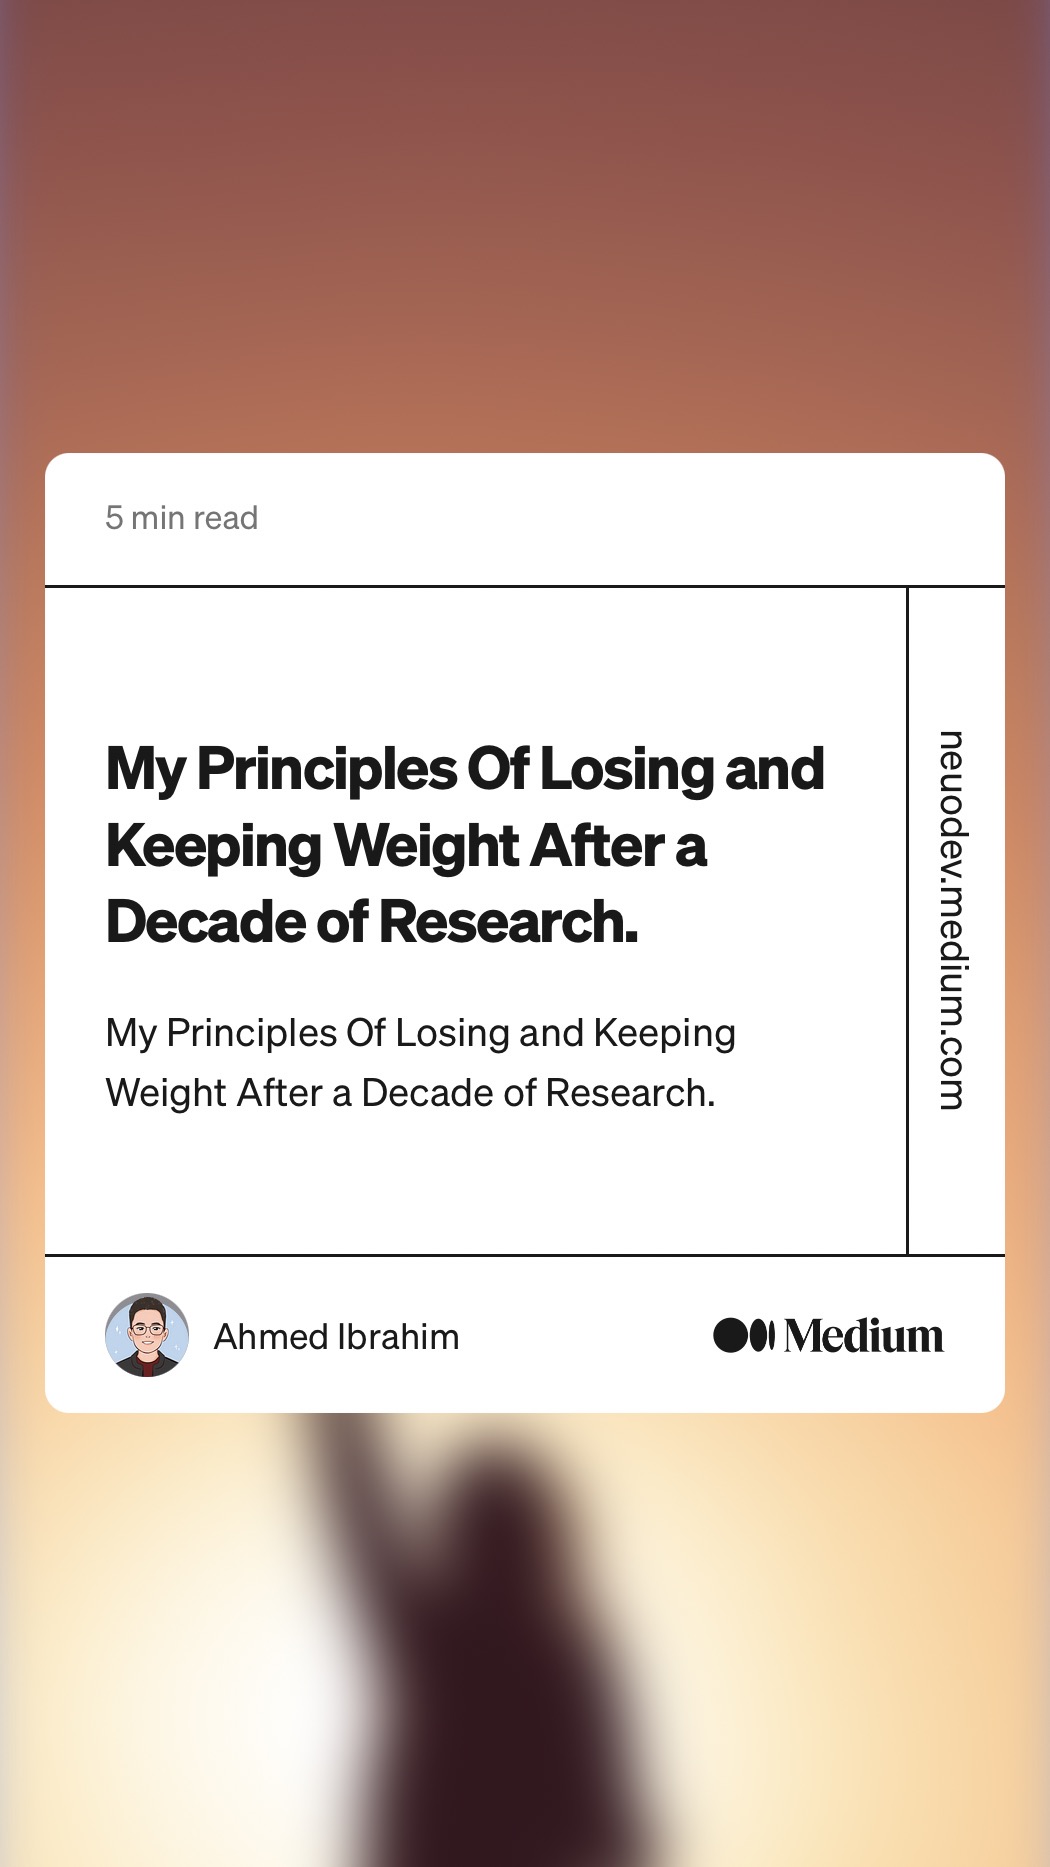 5 min read
My Principles Of Losing and
Keeping Weight After a
Decade of Research.
My Principles Of Losing and Keeping
Weight After a Decade of Research.
neuodev.medium.com
Ahmed Ibrahim
Medium